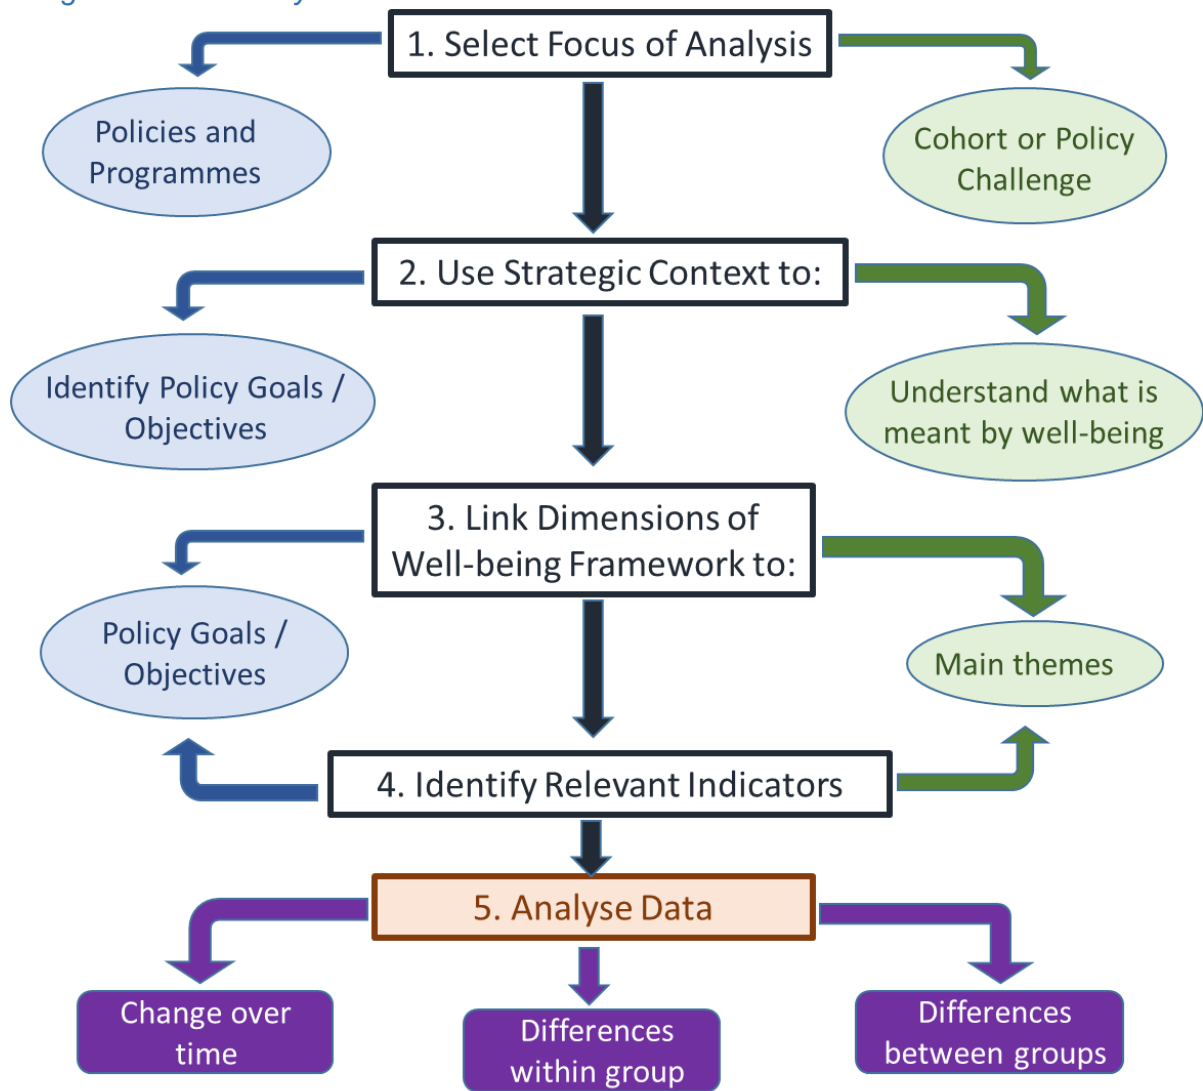 1. Select Focus of Analysis
Policies and
Programmes
Cohort or Policy
Challenge
2. Use Strategic Context to:
Identify Policy Goals /
Objectives
Understand what is
meant by well-being
3. Link Dimensions of
Well-being Framework to:
Policy Goals /
Objectives
Main themes
4. Identify Relevant Indicators
5. Analyse Data
Change over
time
Differences
within group
Differences
between groups